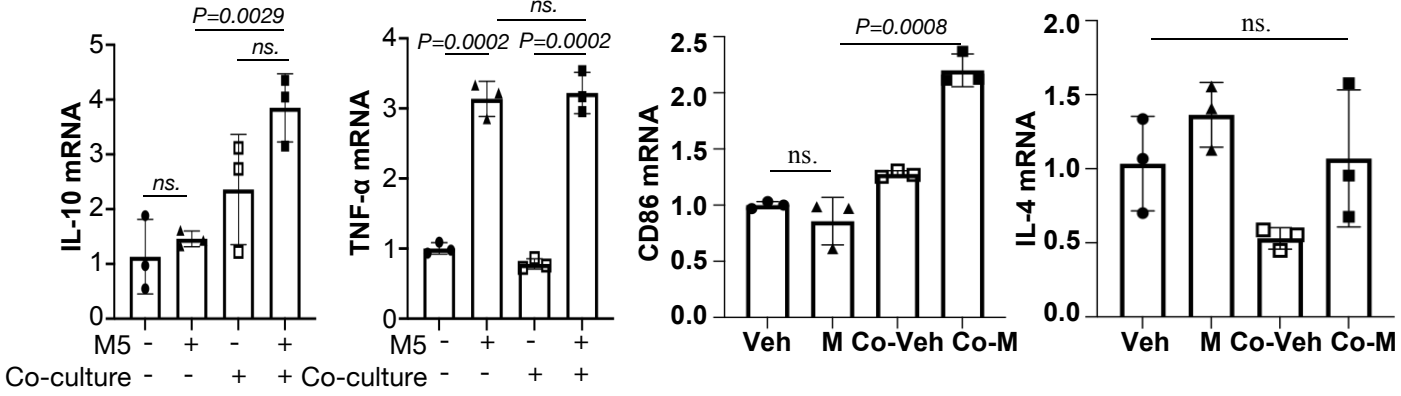 P=0.0029
ns.
ns.
IL-10 mRNA
5
4
3
2
1
0
M5 - + - +
Co-culture - - + +
ns.
P=0.0002 P=0.0002
TNF-α mRNA
4
3
2
1
0
- + - +
Co-culture - - + +
P=0.0008
ns.
CD86 mRNA
2.5
2.0
1.5
1.0
0.5
0.0
Veh M Co-Veh Co-M
ns.
IL-4 mRNA
2.0
1.5
1.0
0.5
0.0
Veh M Co-Veh Co-M